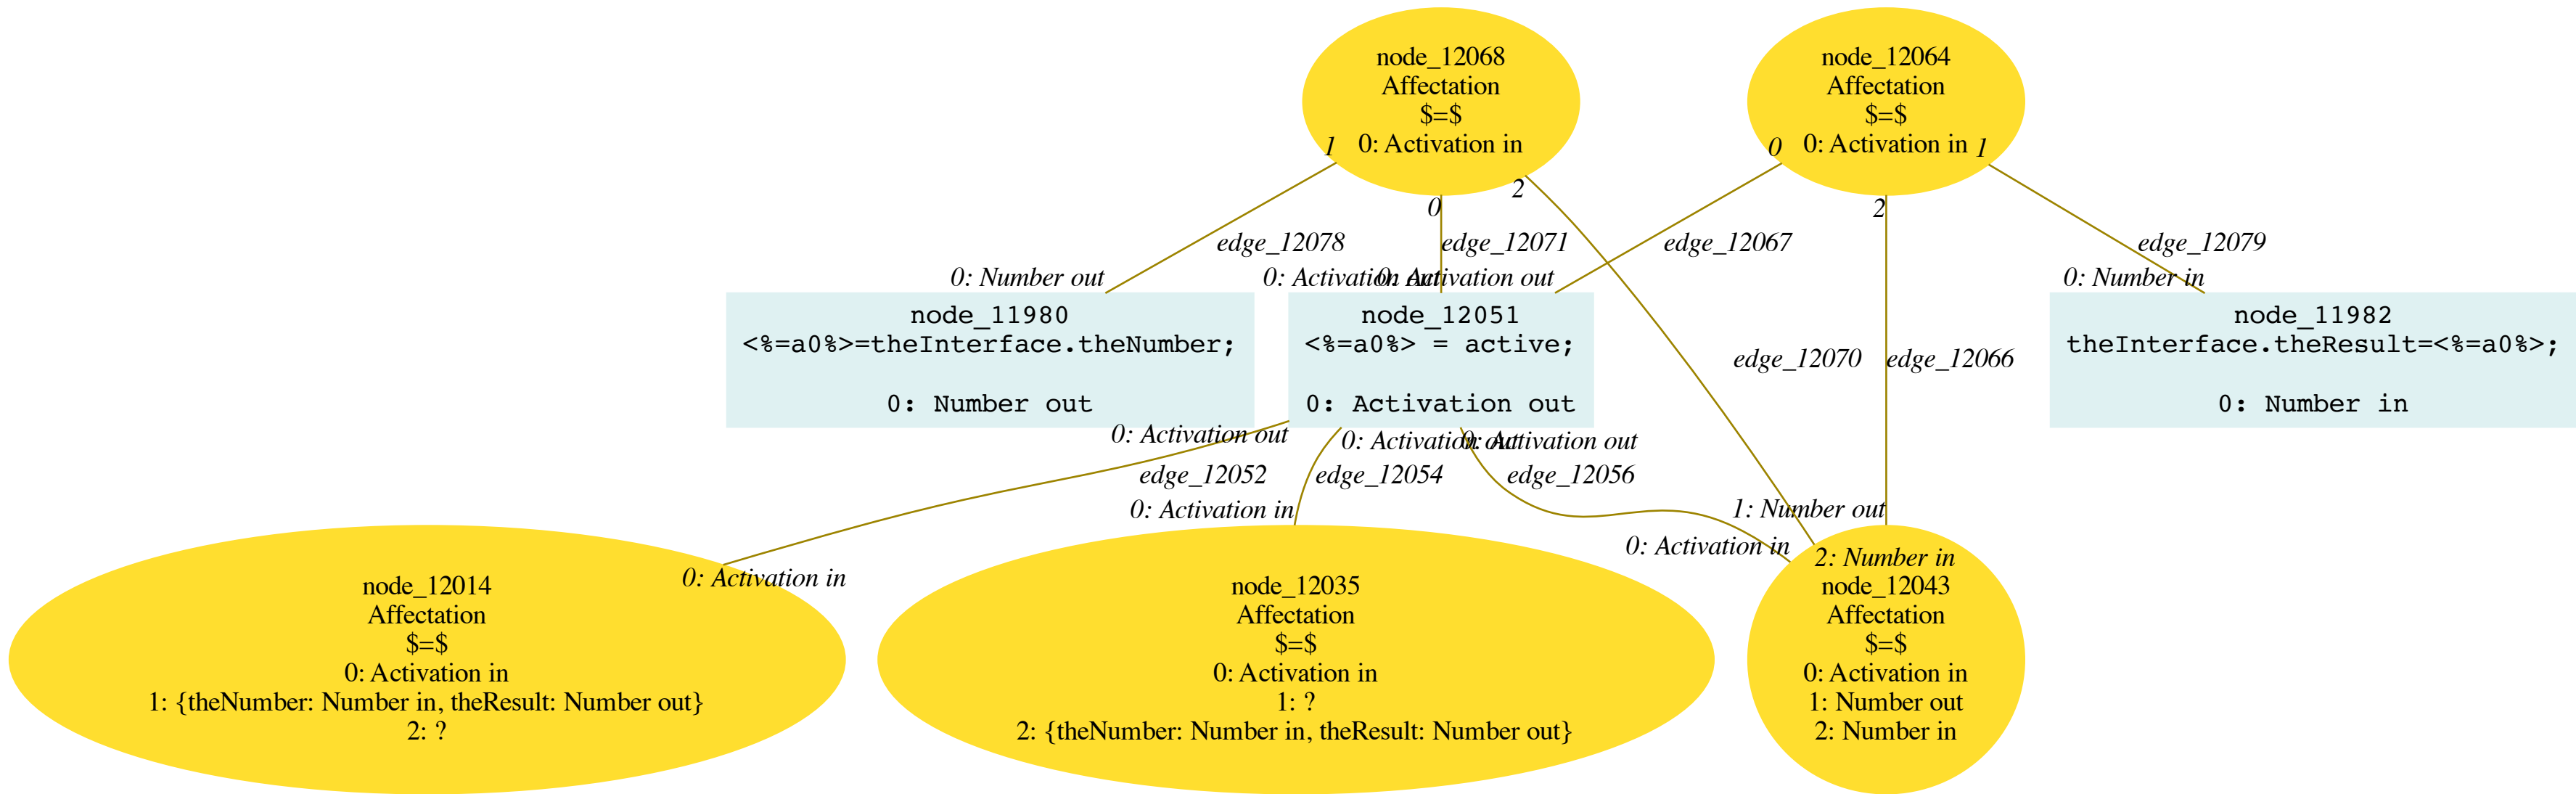 node_12068
Affectation
$=$
0: Activation in
node_12064
Affectation
$=$
0: Activation in
1
2
0
0
1
2
edge_12078
edge_12071
edge_12067
edge_12079
0: Number out
0: Activation out
0: Activation out
0: Number in
node_11980
<%=a0%>=theInterface.theNumber;
0: Number out
node_12051
<%=a0%> = active;
0: Activation out
node_11982
theInterface.theResult=<%=a0%>;
0: Number in
edge_12070
edge_12066
0: Activation out
0: Activation out
0: Activation out
edge_12052
edge_12054
edge_12056
0: Activation in
1: Number out
0: Activation in
2: Number in
0: Activation in
node_12014
Affectation
$=$
0: Activation in
1: {theNumber: Number in, theResult: Number out}
2: ?
node_12035
Affectation
$=$
0: Activation in
1: ?
2: {theNumber: Number in, theResult: Number out}
node_12043
Affectation
$=$
0: Activation in
1: Number out
2: Number in